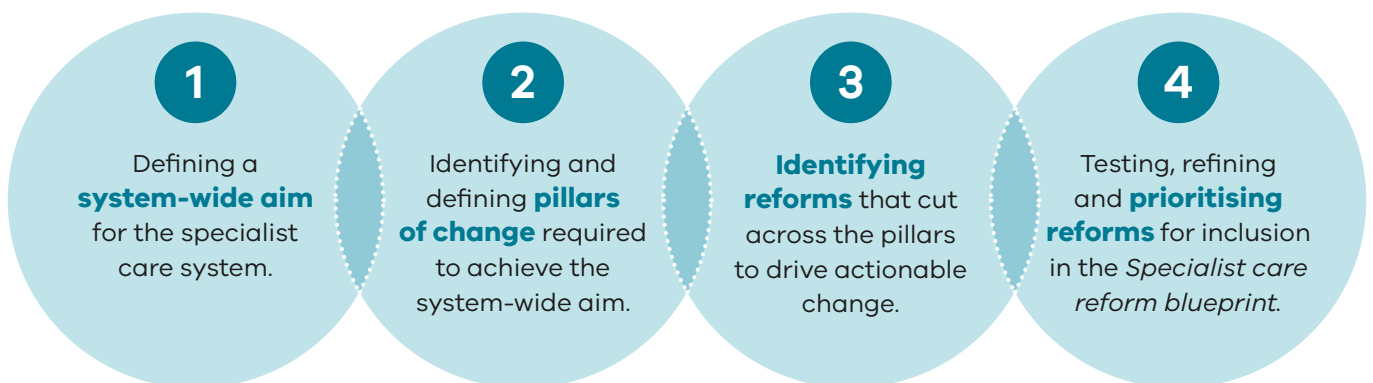 1
Defining a
system-wide aim
for the specialist
care system.
2
Identifying and
defining pillars
of change required
to achieve the
system-wide aim.
3
Identifying
reforms that cut
across the pillars
to drive actionable
change.
4
Testing, refining
and prioritising
reforms for inclusion
in the Specialist care
reform blueprint.